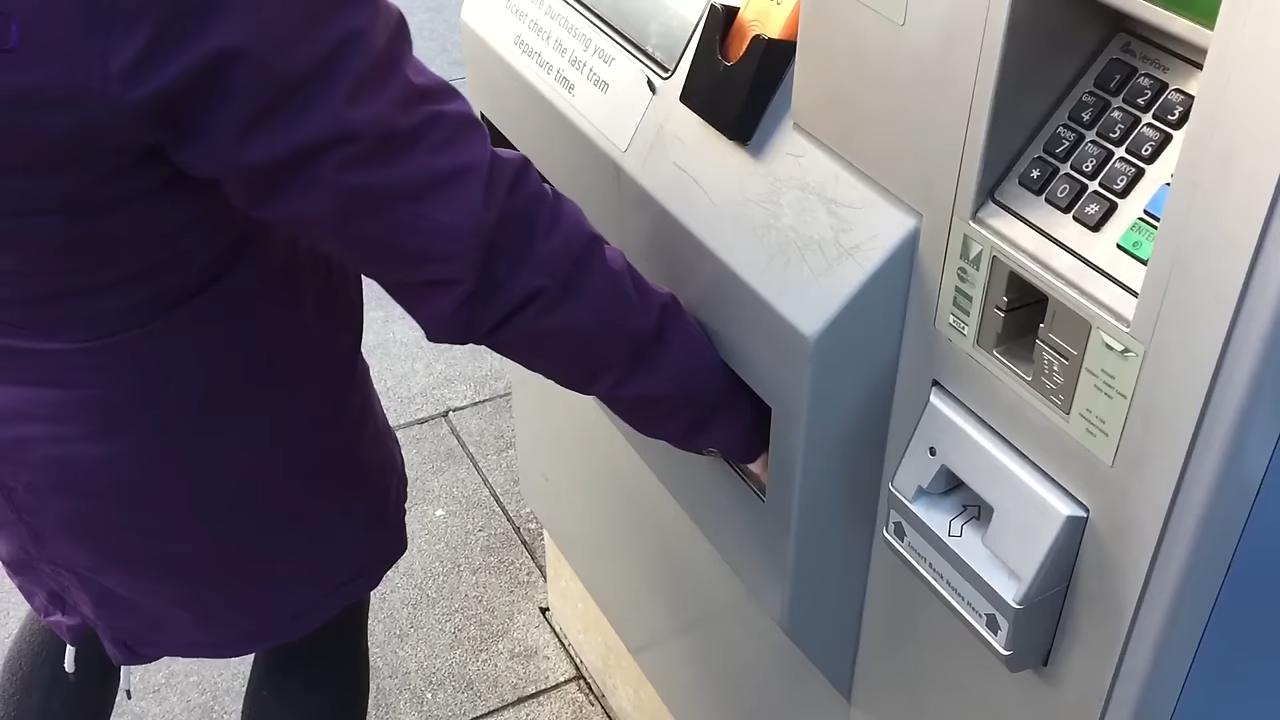 purchasing your
ticket check the last tram
departure time.
VeriFone
1
ABC 2
DEF 3
GHI 4
JKL 5
MNO 6
PQRS 7
TUV 8
WXYZ 9
*
0
#
ENTER
VISA
Insert Bank Notes Here